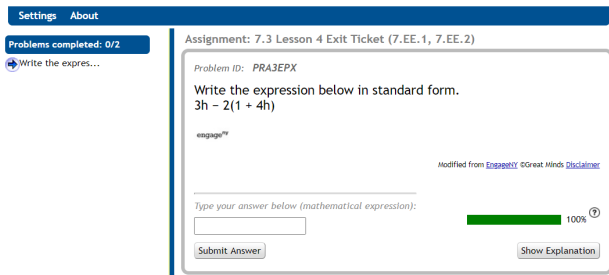 Settings About
Problems completed: 0/2
Write the expres...
Assignment: 7.3 Lesson 4 Exit Ticket (7.EE.1, 7.EE.2)
Problem ID: PRA3EPX
Write the expression below in standard form.
3h − 2(1 + 4h)
engageny
Modified from EngageNY ©Great Minds Disclaimer
Type your answer below (mathematical expression):
100%
?
Submit Answer
Show Explanation